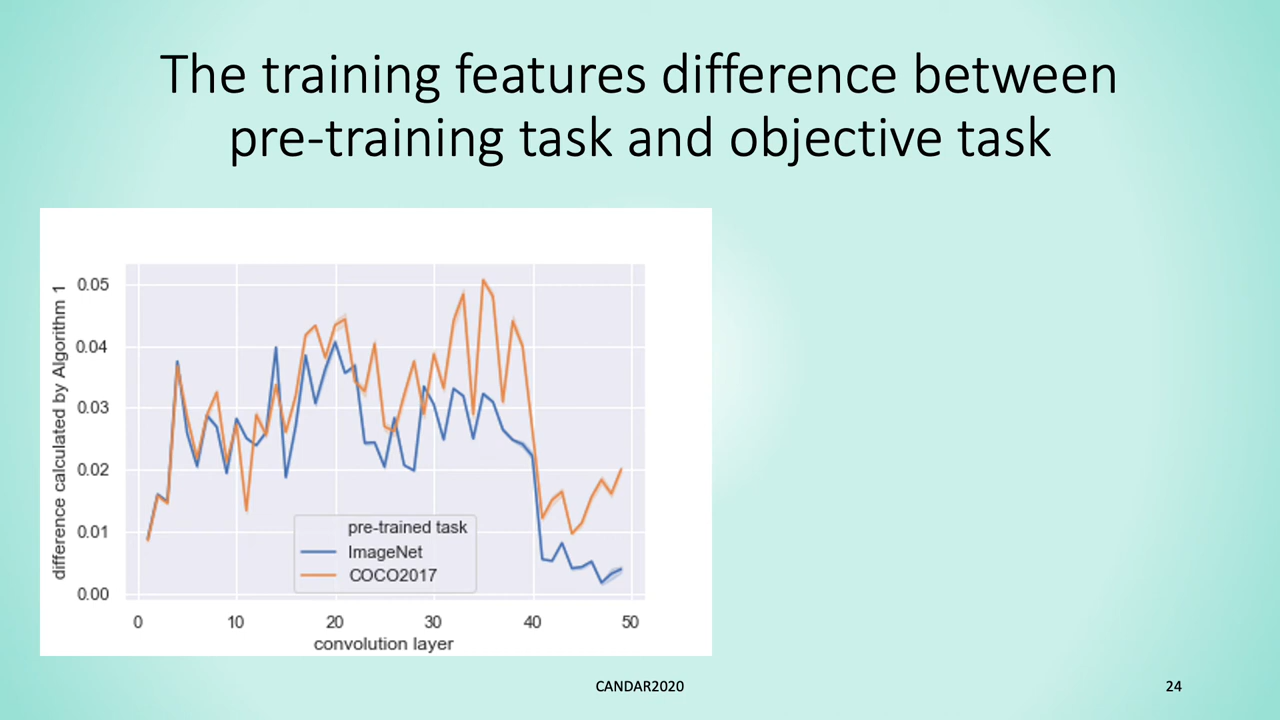 The training features difference between
pre-training task and objective task
difference calculated by Algorithm 1
0.05
0.04
0.03
0.02
0.01
0.00
pre-trained task
ImageNet
COCO2017
0 10 20 30 40 50
convolution layer
CANDAR2020
24